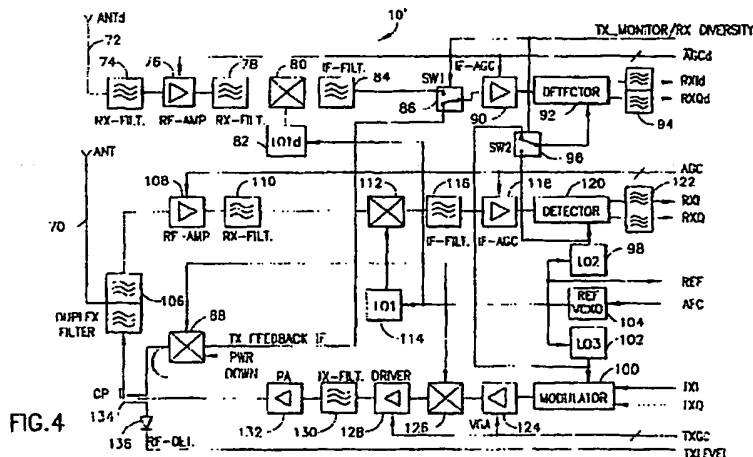 ANTd
10'
TX_MONITOR/RX DIVERSITY
72
74
76
78
80
IF-FILT.
84
SW1
IF-AGC
AGCd
RX-FILT.
RF-AMP
RX-FILT.
82
86
90
DETECTOR
92
RXId
RXQd
94
SW2
96
ANT
70
108
110
112
116
118
120
122
AGC
RXI
RXQ
DETECTOR
RF-AMP
RX-FILT.
IF-FILT.
IF-AGC
LO2
98
REF
106
DUPLEX
FILTER
88
TX FEEDBACK IF
PWR
DOWN
LO1
114
REF
VCXO
104
AFC
LO3
102
100
CPL
134
PA
TX-FILT.
DRIVER
VGA
MODULATOR
TXI
TXQ
132
130
128
126
124
FIG.4
136
RF-DET.
TXGC
TXLEVEL